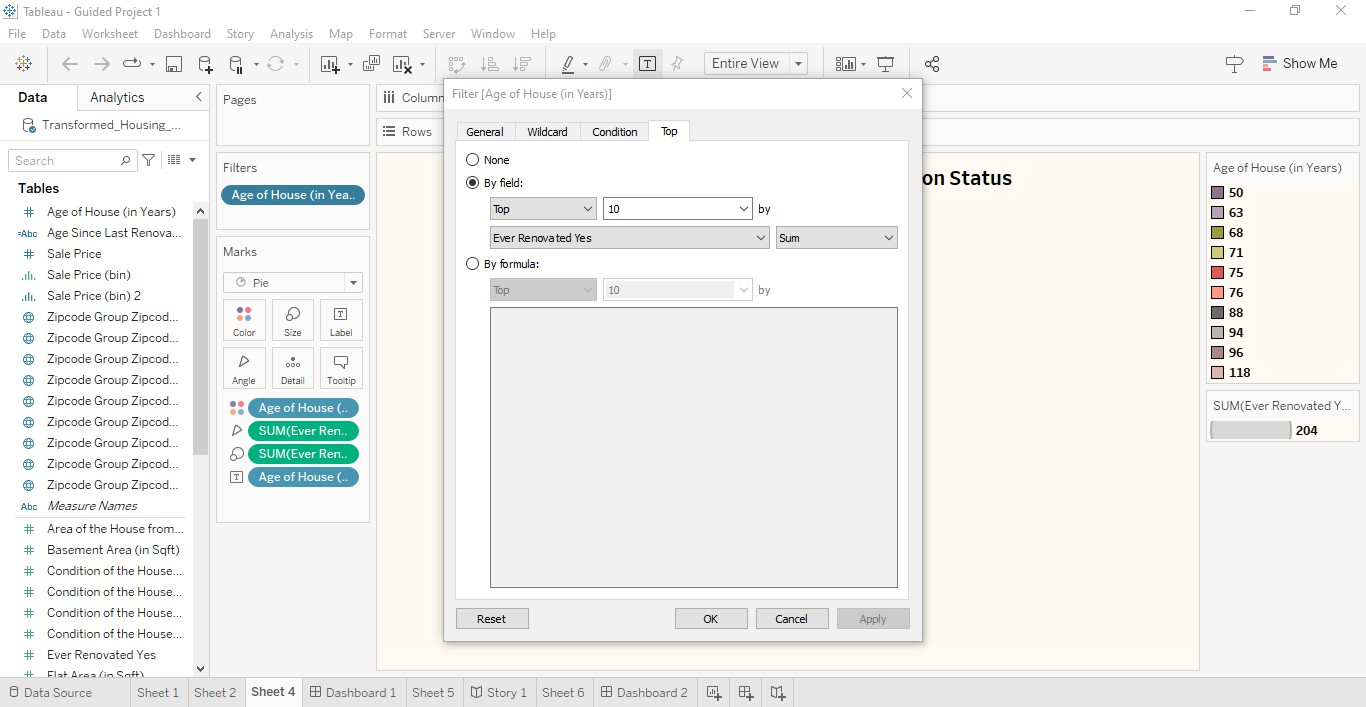 Tableau - Guided Project 1
File Data Worksheet Dashboard Story Analysis Map Format Server Window Help
Entire View
Show Me
Data Analytics
Transformed_Housing_...
Search
Tables
Age of House (in Years)
=Abc Age Since Last Renova...
Sale Price
Sale Price (bin)
Sale Price (bin) 2
Zipcode Group Zipcod...
Zipcode Group Zipcod...
Zipcode Group Zipcod...
Zipcode Group Zipcod...
Zipcode Group Zipcod...
Zipcode Group Zipcod...
Zipcode Group Zipcod...
Zipcode Group Zipcod...
Zipcode Group Zipcod...
Abc Measure Names
Area of the House from...
Basement Area (in Sqft)
Condition of the House...
Condition of the House...
Condition of the House...
Condition of the House...
Ever Renovated Yes
Flat Area (in Sqft)
Pages
Filters
Age of House (in Yea..
Marks
Pie
Color Size Label
Angle Detail Tooltip
Age of House (..
SUM(Ever Ren..
SUM(Ever Ren..
Age of House (..
Column
Rows
on Status
Filter [Age of House (in Years)]
General Wildcard Condition Top
None
By field:
Top 10 by
Ever Renovated Yes Sum
By formula:
Top 10 by
Reset OK Cancel Apply
Age of House (in Years)
50
63
68
71
75
76
88
94
96
118
SUM(Ever Renovated Y...
204
Data Source Sheet 1 Sheet 2 Sheet 4 Dashboard 1 Sheet 5 Story 1 Sheet 6 Dashboard 2